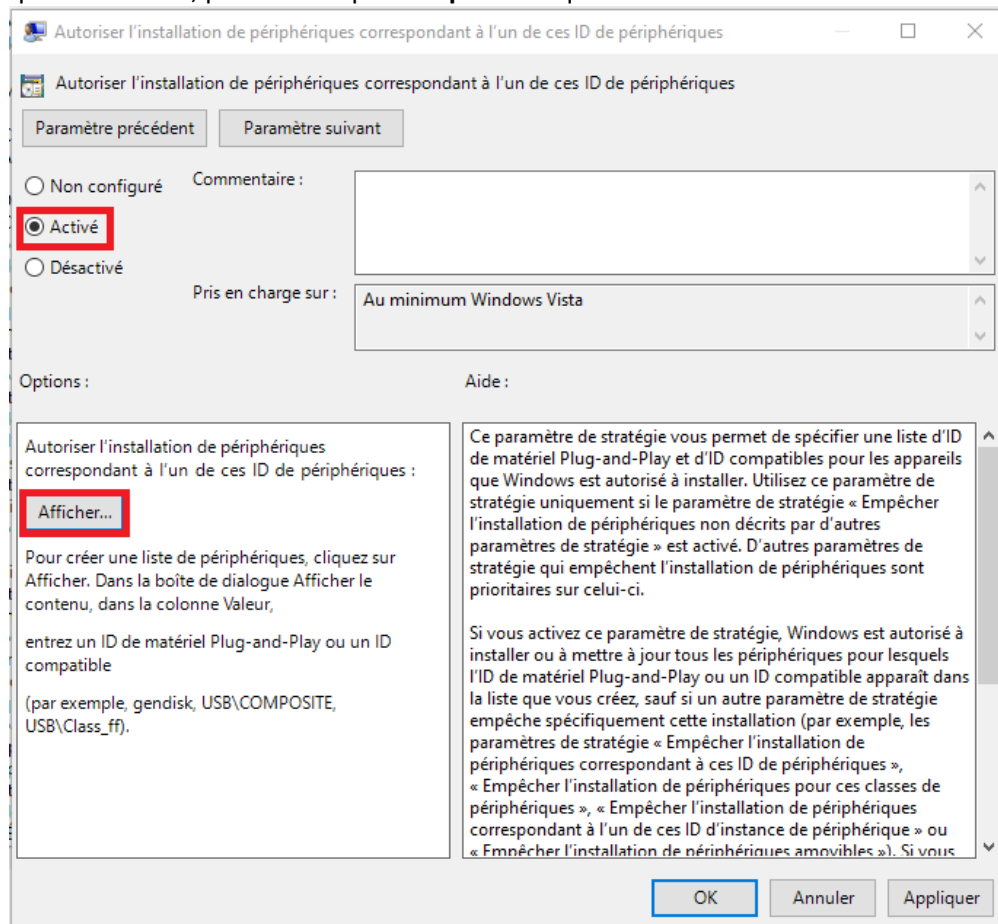 Autoriser l'installation de périphériques correspondant à l'un de ces ID de périphériques
Autoriser l'installation de périphériques correspondant à l'un de ces ID de périphériques
Paramètre précédent
Paramètre suivant
Non configuré
Commentaire :
Activé
Désactivé
Pris en charge sur :
Au minimum Windows Vista
Options :
Aide :
Autoriser l'installation de périphériques
correspondant à l'un de ces ID de périphériques :
Afficher...
Pour créer une liste de périphériques, cliquez sur
Afficher. Dans la boîte de dialogue Afficher le
contenu, dans la colonne Valeur,
entrez un ID de matériel Plug-and-Play ou un ID
compatible
(par exemple, gendisk, USB\COMPOSITE,
USB\Class_ff).
Ce paramètre de stratégie vous permet de spécifier une liste d'ID
de matériel Plug-and-Play et d'ID compatibles pour les appareils
que Windows est autorisé à installer. Utilisez ce paramètre de
stratégie uniquement si le paramètre de stratégie « Empêcher
l'installation de périphériques non décrits par d'autres
paramètres de stratégie » est activé. D'autres paramètres de
stratégie qui empêchent l'installation de périphériques sont
prioritaires sur celui-ci.
Si vous activez ce paramètre de stratégie, Windows est autorisé à
installer ou à mettre à jour tous les périphériques pour lesquels
l'ID de matériel Plug-and-Play ou un ID compatible apparaît dans
la liste que vous créez, sauf si un autre paramètre de stratégie
empêche spécifiquement cette installation (par exemple, les
paramètres de stratégie « Empêcher l'installation de
périphériques correspondant à ces ID de périphériques »,
« Empêcher l'installation de périphériques pour ces classes de
périphériques », « Empêcher l'installation de périphériques
correspondant à l'un de ces ID d'instance de périphérique » ou
« Empêcher l'installation de périphériques amovibles »). Si vous
OK
Annuler
Appliquer